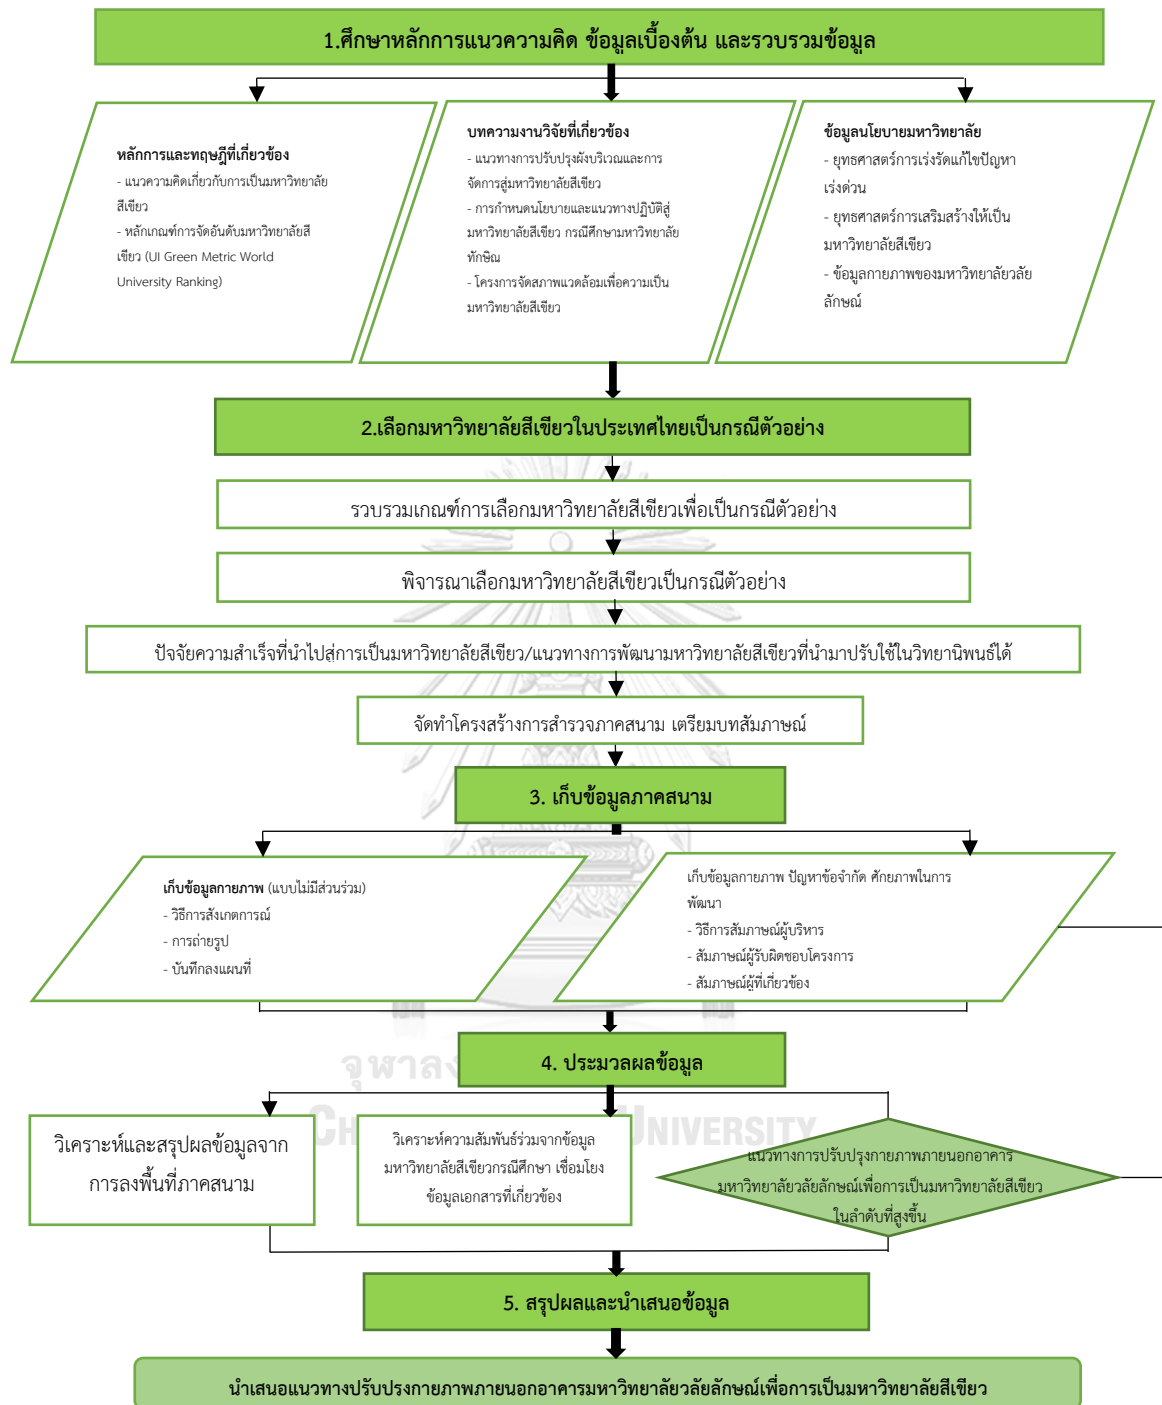 1.ศึกษาหลักการแนวความคิด ข้อมูลเบื้องต้น และรวบรวมข้อมูล
หลักการและทฤษฎีที่เกี่ยวข้อง
- แนวความคิดเกี่ยวกับการเป็นมหาวิทยาลัย
สีเขียว
- หลักเกณฑ์การจัดอันดับมหาวิทยาลัยสี
เขียว (UI Green Metric World
University Ranking)
บทความงานวิจัยที่เกี่ยวข้อง
- แนวทางการปรับปรุงผังบริเวณและการ
จัดการสู่มหาวิทยาลัยสีเขียว
- การกำหนดนโยบายและแนวทางปฏิบัติสู่
มหาวิทยาลัยสีเขียว กรณีศึกษามหาวิทยาลัย
ทักษิณ
- โครงการจัดสภาพแวดล้อมเพื่อความเป็น
มหาวิทยาลัยสีเขียว
ข้อมูลนโยบายมหาวิทยาลัย
- ยุทธศาสตร์การเร่งรัดแก้ไขปัญหา
เร่งด่วน
- ยุทธศาสตร์การเสริมสร้างให้เป็น
มหาวิทยาลัยสีเขียว
- ข้อมูลกายภาพของมหาวิทยาลัยวลัย
ลักษณ์
2.เลือกมหาวิทยาลัยสีเขียวในประเทศไทยเป็นกรณีตัวอย่าง
รวบรวมเกณฑ์การเลือกมหาวิทยาลัยสีเขียวเพื่อเป็นกรณีตัวอย่าง
พิจารณาเลือกมหาวิทยาลัยสีเขียวเป็นกรณีตัวอย่าง
ปัจจัยความสำเร็จที่นำไปสู่การเป็นมหาวิทยาลัยสีเขียว/แนวทางการพัฒนามหาวิทยาลัยสีเขียวที่นำมาปรับใช้ในวิทยานิพนธ์ได้
จัดทำโครงสร้างการสำรวจภาคสนาม เตรียมบทสัมภาษณ์
3. เก็บข้อมูลภาคสนาม
เก็บข้อมูลกายภาพ (แบบไม่มีส่วนร่วม)
- วิธีการสังเกตการณ์
- การถ่ายรูป
- บันทึกลงแผนที่
เก็บข้อมูลกายภาพ ปัญหาข้อจำกัด ศักยภาพในการ
พัฒนา
- วิธีการสัมภาษณ์ผู้บริหาร
- สัมภาษณ์ผู้รับผิดชอบโครงการ
- สัมภาษณ์ผู้ที่เกี่ยวข้อง
4. ประมวลผลข้อมูล
วิเคราะห์และสรุปผลข้อมูลจาก
การลงพื้นที่ภาคสนาม
วิเคราะห์ความสัมพันธ์ร่วมจากข้อมูล
มหาวิทยาลัยสีเขียวกรณีศึกษา เชื่อมโยง
ข้อมูลเอกสารที่เกี่ยวข้อง
UNIVERSITY
แนวทางการปรับปรุงกายภาพภายนอกอาคาร
มหาวิทยาลัยวลัยลักษณ์เพื่อการเป็นมหาวิทยาลัยสีเขียว
ในลำดับที่สูงขึ้น
5. สรุปผลและนำเสนอข้อมูล
นำเสนอแนวทางปรับปรุงกายภาพภายนอกอาคารมหาวิทยาลัยวลัยลักษณ์เพื่อการเป็นมหาวิทยาลัยสีเขียว